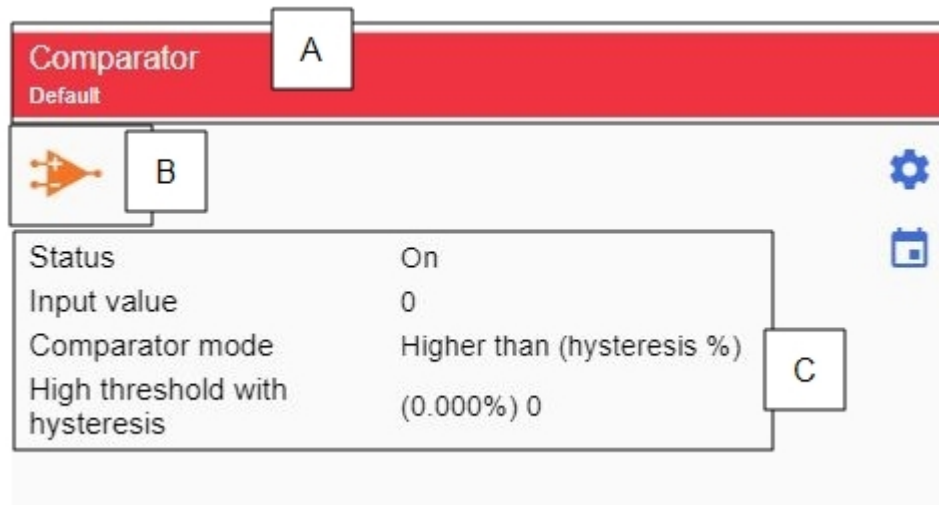 Comparator
A
Default
B
Status On
Input value 0
Comparator mode Higher than (hysteresis %)
C
High threshold with
hysteresis (0.000%) 0